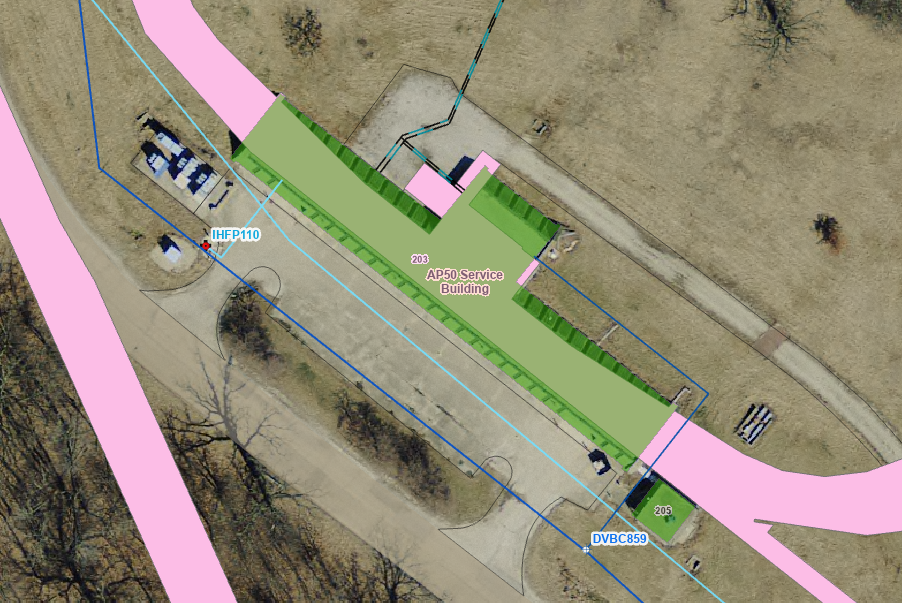 IHFP110
203
AP50 Service
Building
205
DVBC859